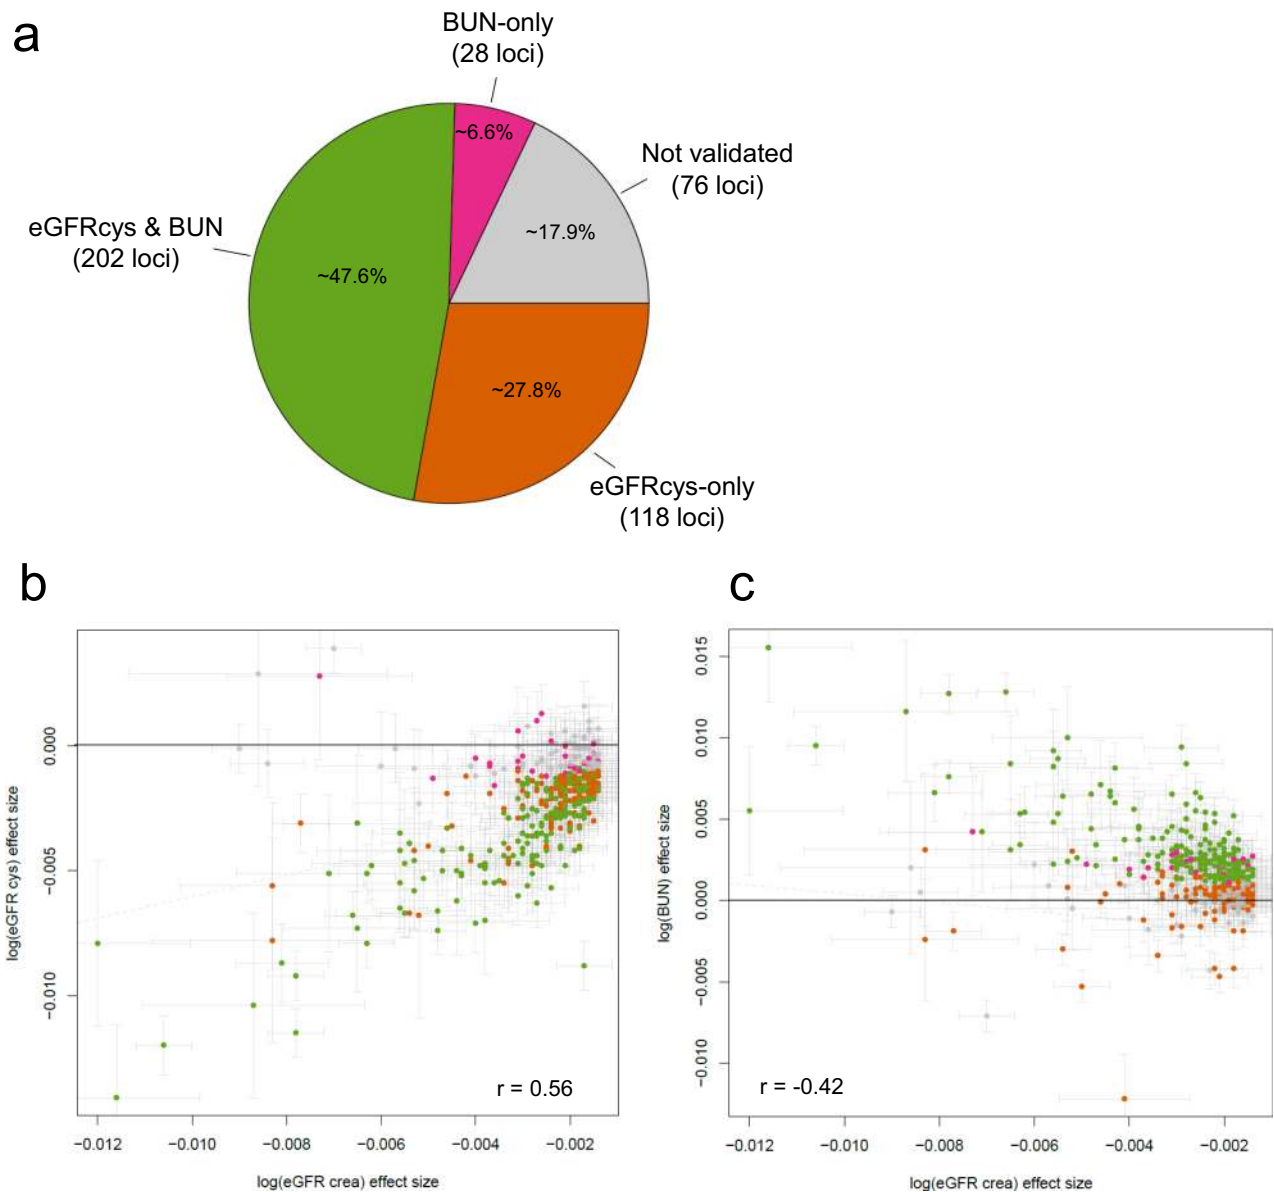 a
BUN-only
(28 loci)
~6.6%
Not validated
(76 loci)
~17.9%
eGFRcys & BUN
(202 loci)
~47.6%
~27.8%
eGFRcys-only
(118 loci)
b
log(eGFR cys) effect size
0.000
−0.005
−0.010
r = 0.56
−0.012
−0.010
−0.008
−0.006
−0.004
−0.002
log(eGFR crea) effect size
c
log(BUN) effect size
0.015
0.010
0.005
0.000
−0.005
−0.010
r = -0.42
−0.012
−0.010
−0.008
−0.006
−0.004
−0.002
log(eGFR crea) effect size